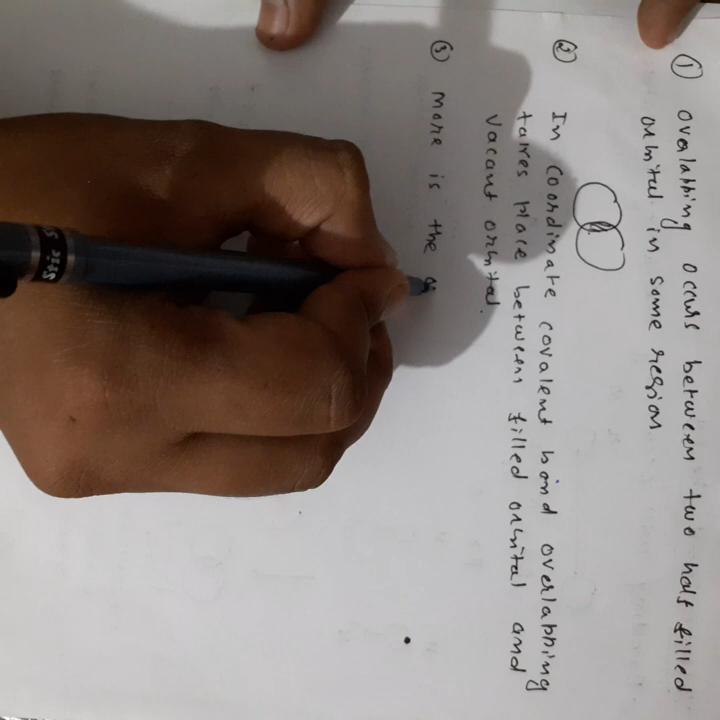 ① Overlapping occurs between two half filled
orbital in some region
② In coordinate covalent bond overlapping
takes place between filled orbital and
vacant orbital.
③ more is the